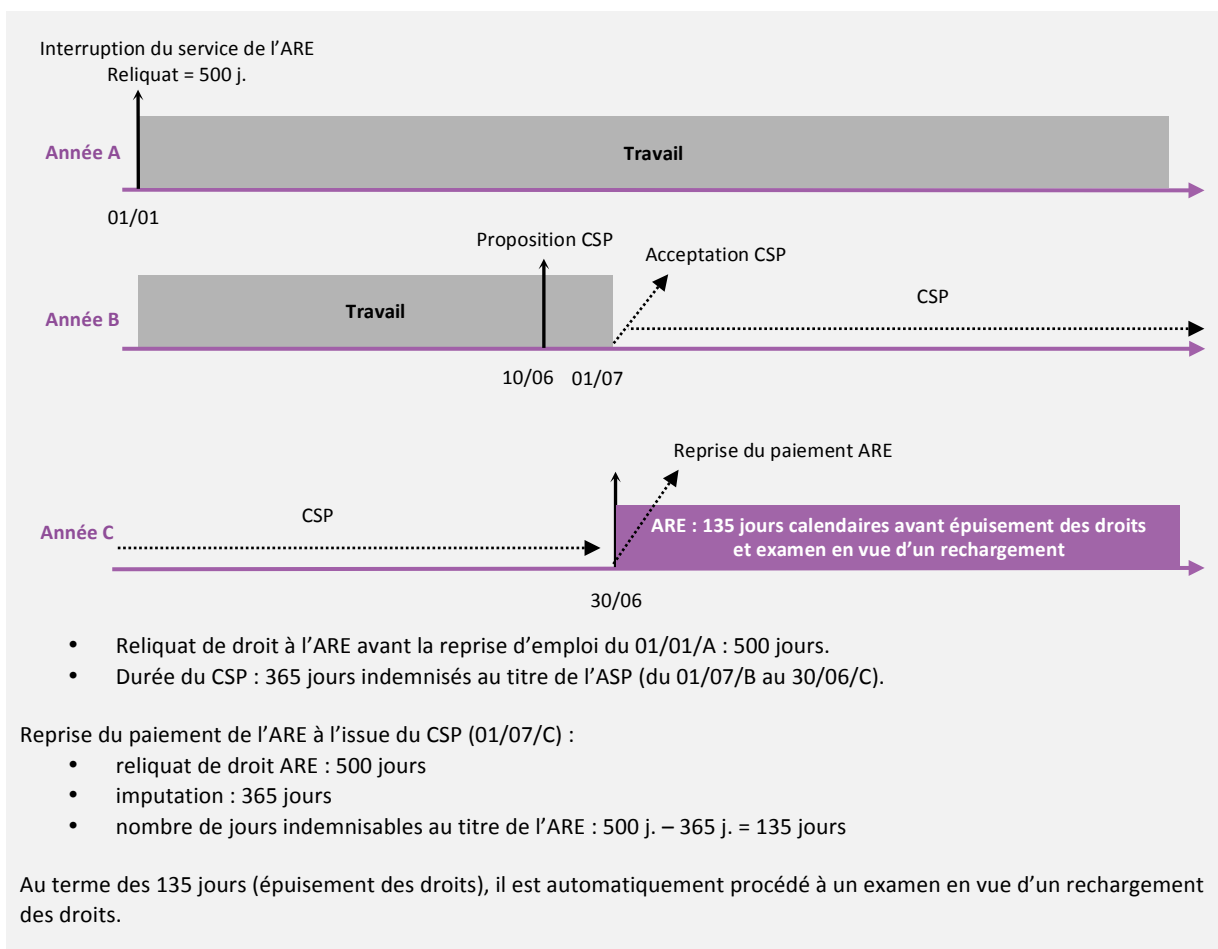 Interruption du service de l’ARE
Reliquat = 500 j.
Année A
Travail
01/01
Proposition CSP
Acceptation CSP
CSP
Année B
Travail
10/06
01/07
Reprise du paiement ARE
CSP
Année C
ARE : 135 jours calendaires avant épuisement des droits
et examen en vue d’un rechargement
30/06
• Reliquat de droit à l’ARE avant la reprise d’emploi du 01/01/A : 500 jours.
• Durée du CSP : 365 jours indemnisés au titre de l’ASP (du 01/07/B au 30/06/C).
Reprise du paiement de l’ARE à l’issue du CSP (01/07/C) :
• reliquat de droit ARE : 500 jours
• imputation : 365 jours
• nombre de jours indemnisables au titre de l’ARE : 500 j. – 365 j. = 135 jours
Au terme des 135 jours (épuisement des droits), il est automatiquement procédé à un examen en vue d’un rechargement
des droits.